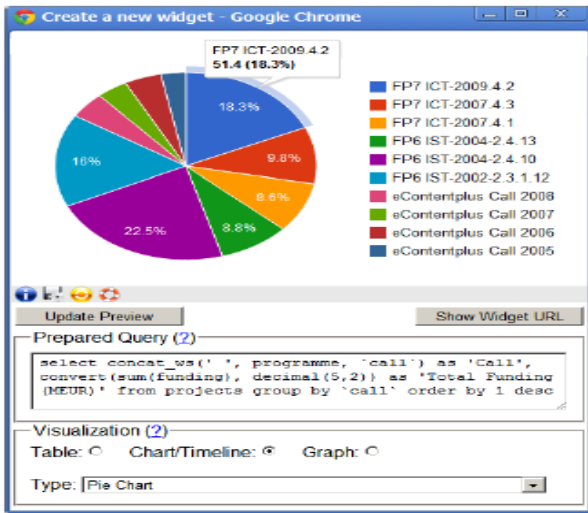 Create a new widget - Google Chrome
FP7 ICT-2009.4.2
51.4 (18.3%)
18.3%
9.8%
8.6%
8.8%
22.5%
16%
FP7 ICT-2009.4.2
FP7 ICT-2007.4.3
FP7 ICT-2007.4.1
FP6 IST-2004-2.4.13
FP6 IST-2004-2.4.10
FP6 IST-2002-2.3.1.12
eContentplus Call 2008
eContentplus Call 2007
eContentplus Call 2006
eContentplus Call 2005
Update Preview
Show Widget URL
Prepared Query (?)
select concat_ws(' ', programme, `call`) as 'Call',
convert(sum(funding), decimal(5,2)) as "Total Funding
(MEUR)" from projects group by `call` order by 1 desc
Visualization (?)
Table: Chart/Timeline: Graph:
Type: Pie Chart